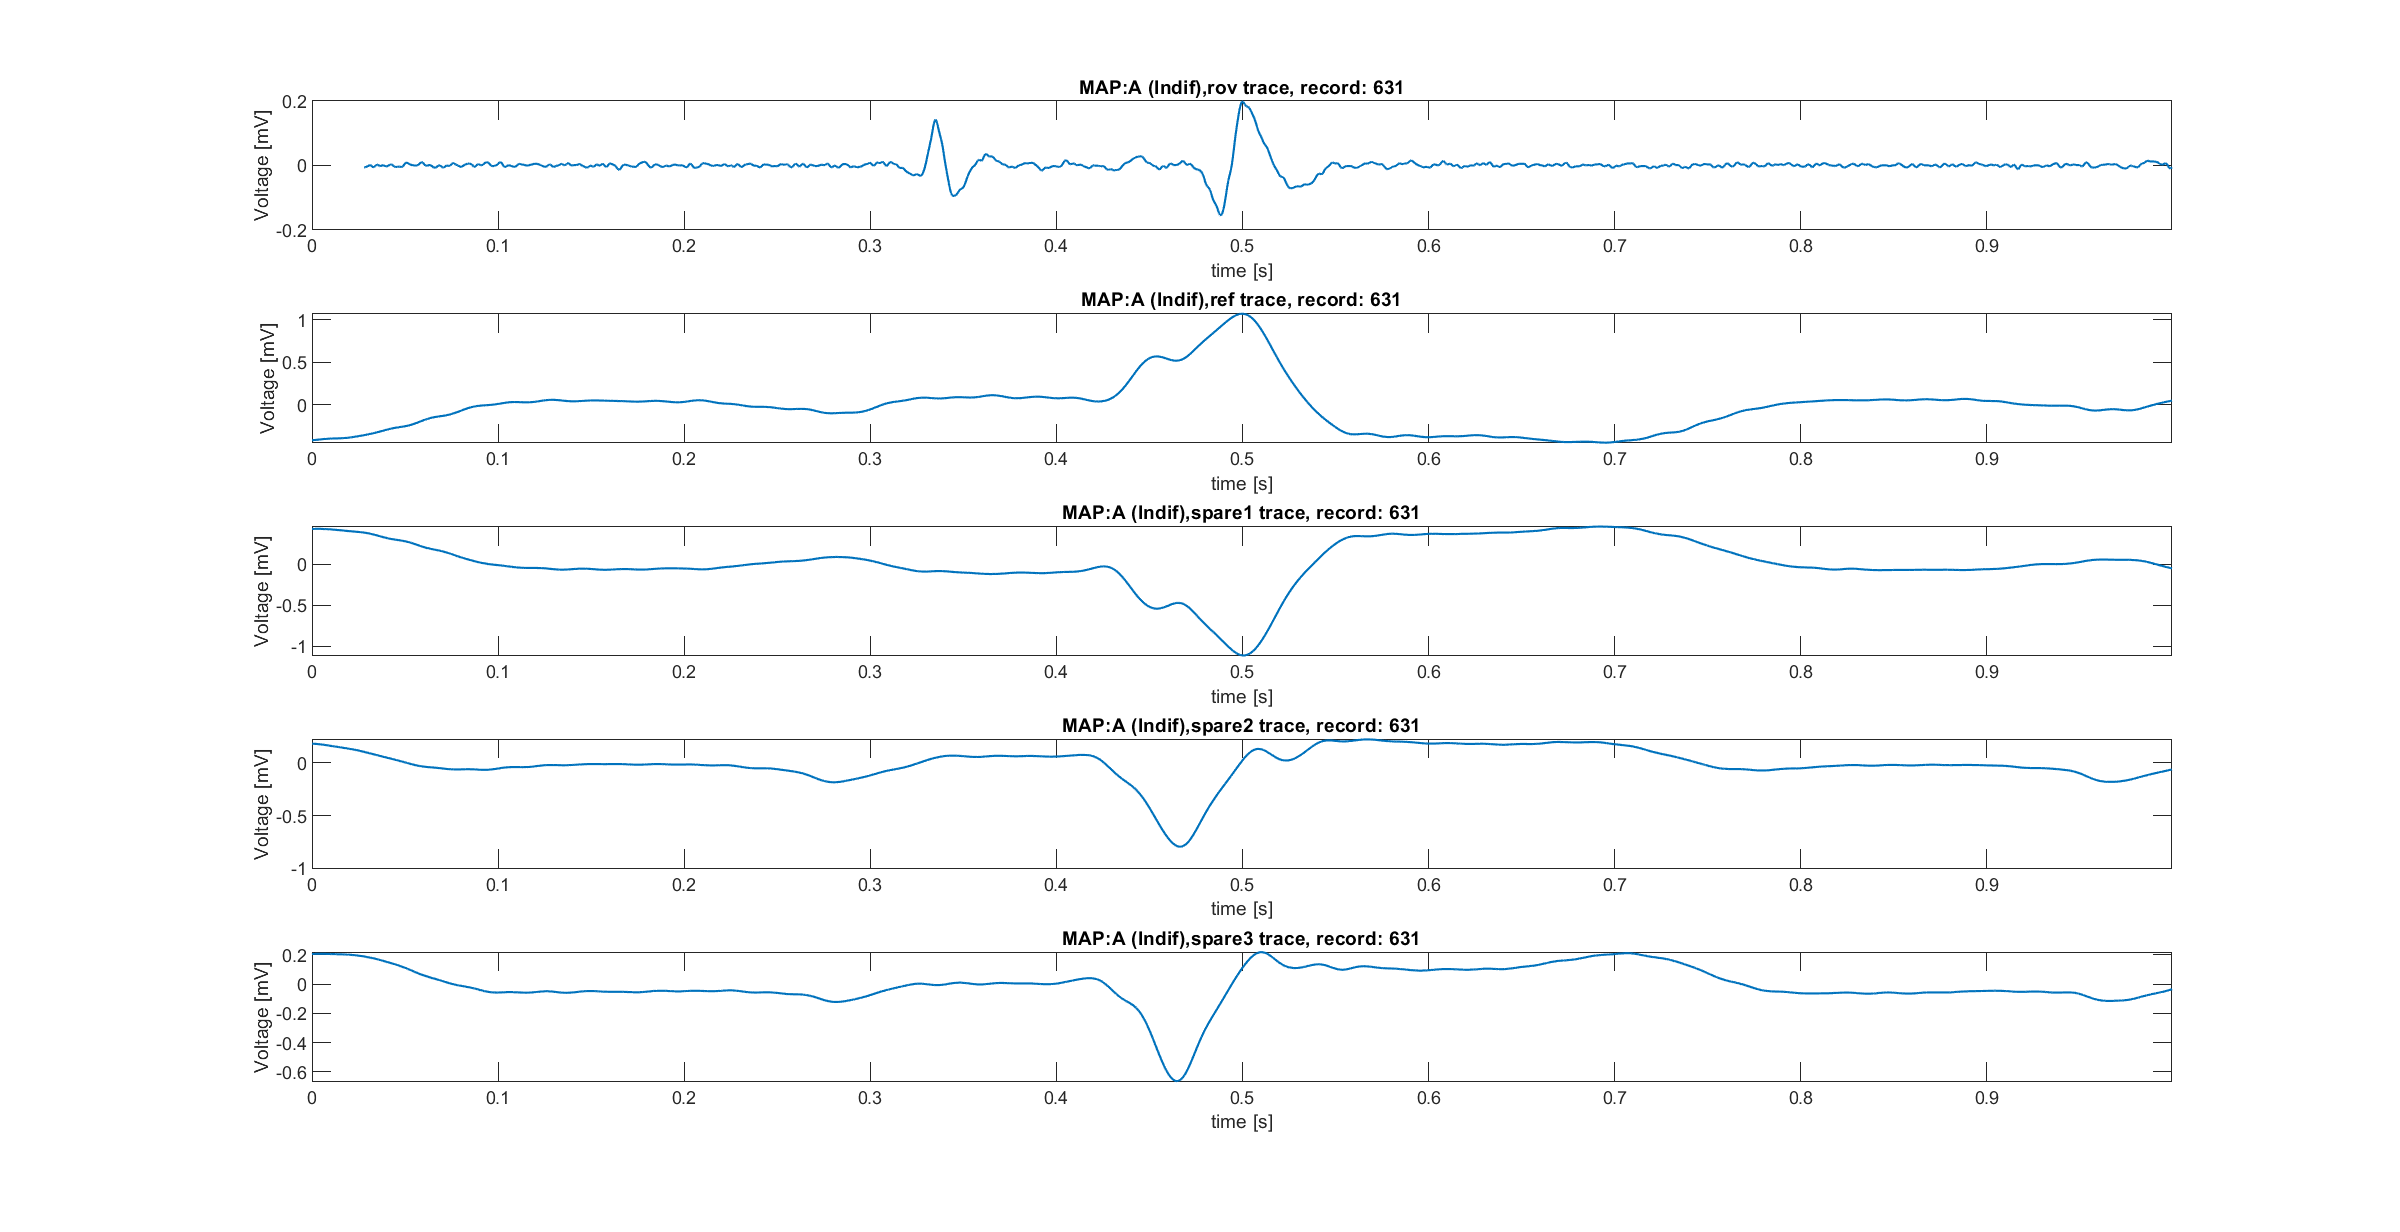 MAP:A (Indif),rov trace, record: 631
Voltage [mV]
0.2
0
-0.2
0 0.1 0.2 0.3 0.4 0.5 0.6 0.7 0.8 0.9
time [s]
MAP:A (Indif),ref trace, record: 631
Voltage [mV]
1
0.5
0
0 0.1 0.2 0.3 0.4 0.5 0.6 0.7 0.8 0.9
time [s]
MAP:A (Indif),spare1 trace, record: 631
Voltage [mV]
0
-0.5
-1
0 0.1 0.2 0.3 0.4 0.5 0.6 0.7 0.8 0.9
time [s]
MAP:A (Indif),spare2 trace, record: 631
Voltage [mV]
0
-0.5
-1
0 0.1 0.2 0.3 0.4 0.5 0.6 0.7 0.8 0.9
time [s]
MAP:A (Indif),spare3 trace, record: 631
Voltage [mV]
0.2
0
-0.2
-0.4
-0.6
0 0.1 0.2 0.3 0.4 0.5 0.6 0.7 0.8 0.9
time [s]